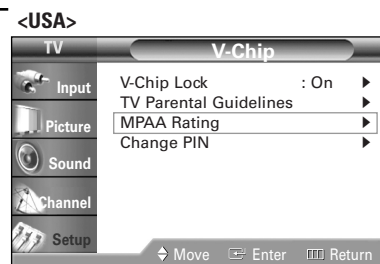 <USA>
TV
V-Chip
Input
Picture
Sound
Channel
Setup
V-Chip Lock : On
TV Parental Guidelines
MPAA Rating
Change PIN
Move Enter Return